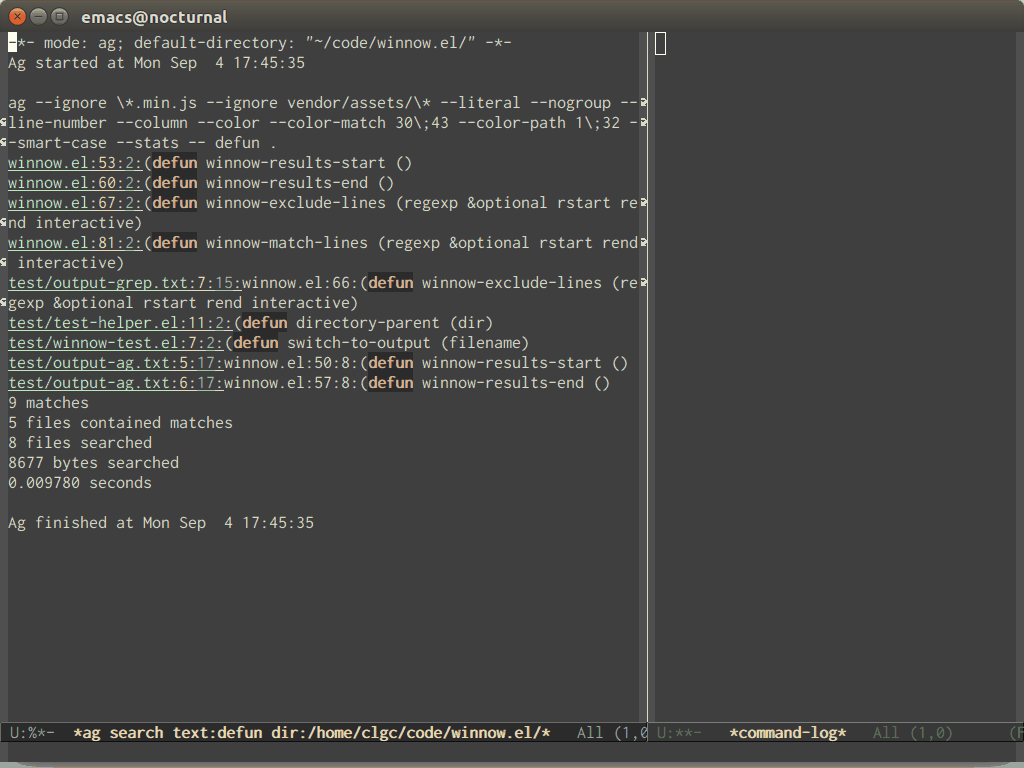 emacs@nocturnal
-*- mode: ag; default-directory: "~/code/winnow.el/" -*-
Ag started at Mon Sep  4 17:45:35
ag --ignore \*.min.js --ignore vendor/assets/\* --literal --nogroup --
line-number --column --color --color-match 30\;43 --color-path 1\;32 -
-smart-case --stats -- defun .
winnow.el:53:2:(defun winnow-results-start ()
winnow.el:60:2:(defun winnow-results-end ()
winnow.el:67:2:(defun winnow-exclude-lines (regexp &optional rstart re
nd interactive)
winnow.el:81:2:(defun winnow-match-lines (regexp &optional rstart rend
 interactive)
test/output-grep.txt:7:15:winnow.el:66:(defun winnow-exclude-lines (re
gexp &optional rstart rend interactive)
test/test-helper.el:11:2:(defun directory-parent (dir)
test/winnow-test.el:7:2:(defun switch-to-output (filename)
test/output-ag.txt:5:17:winnow.el:50:8:(defun winnow-results-start ()
test/output-ag.txt:6:17:winnow.el:57:8:(defun winnow-results-end ()
9 matches
5 files contained matches
8 files searched
8677 bytes searched
0.009780 seconds
Ag finished at Mon Sep  4 17:45:35
U:%*-  *ag search text:defun dir:/home/clgc/code/winnow.el/*   All (1,0
U:**-   *command-log*   All (1,0)      (F